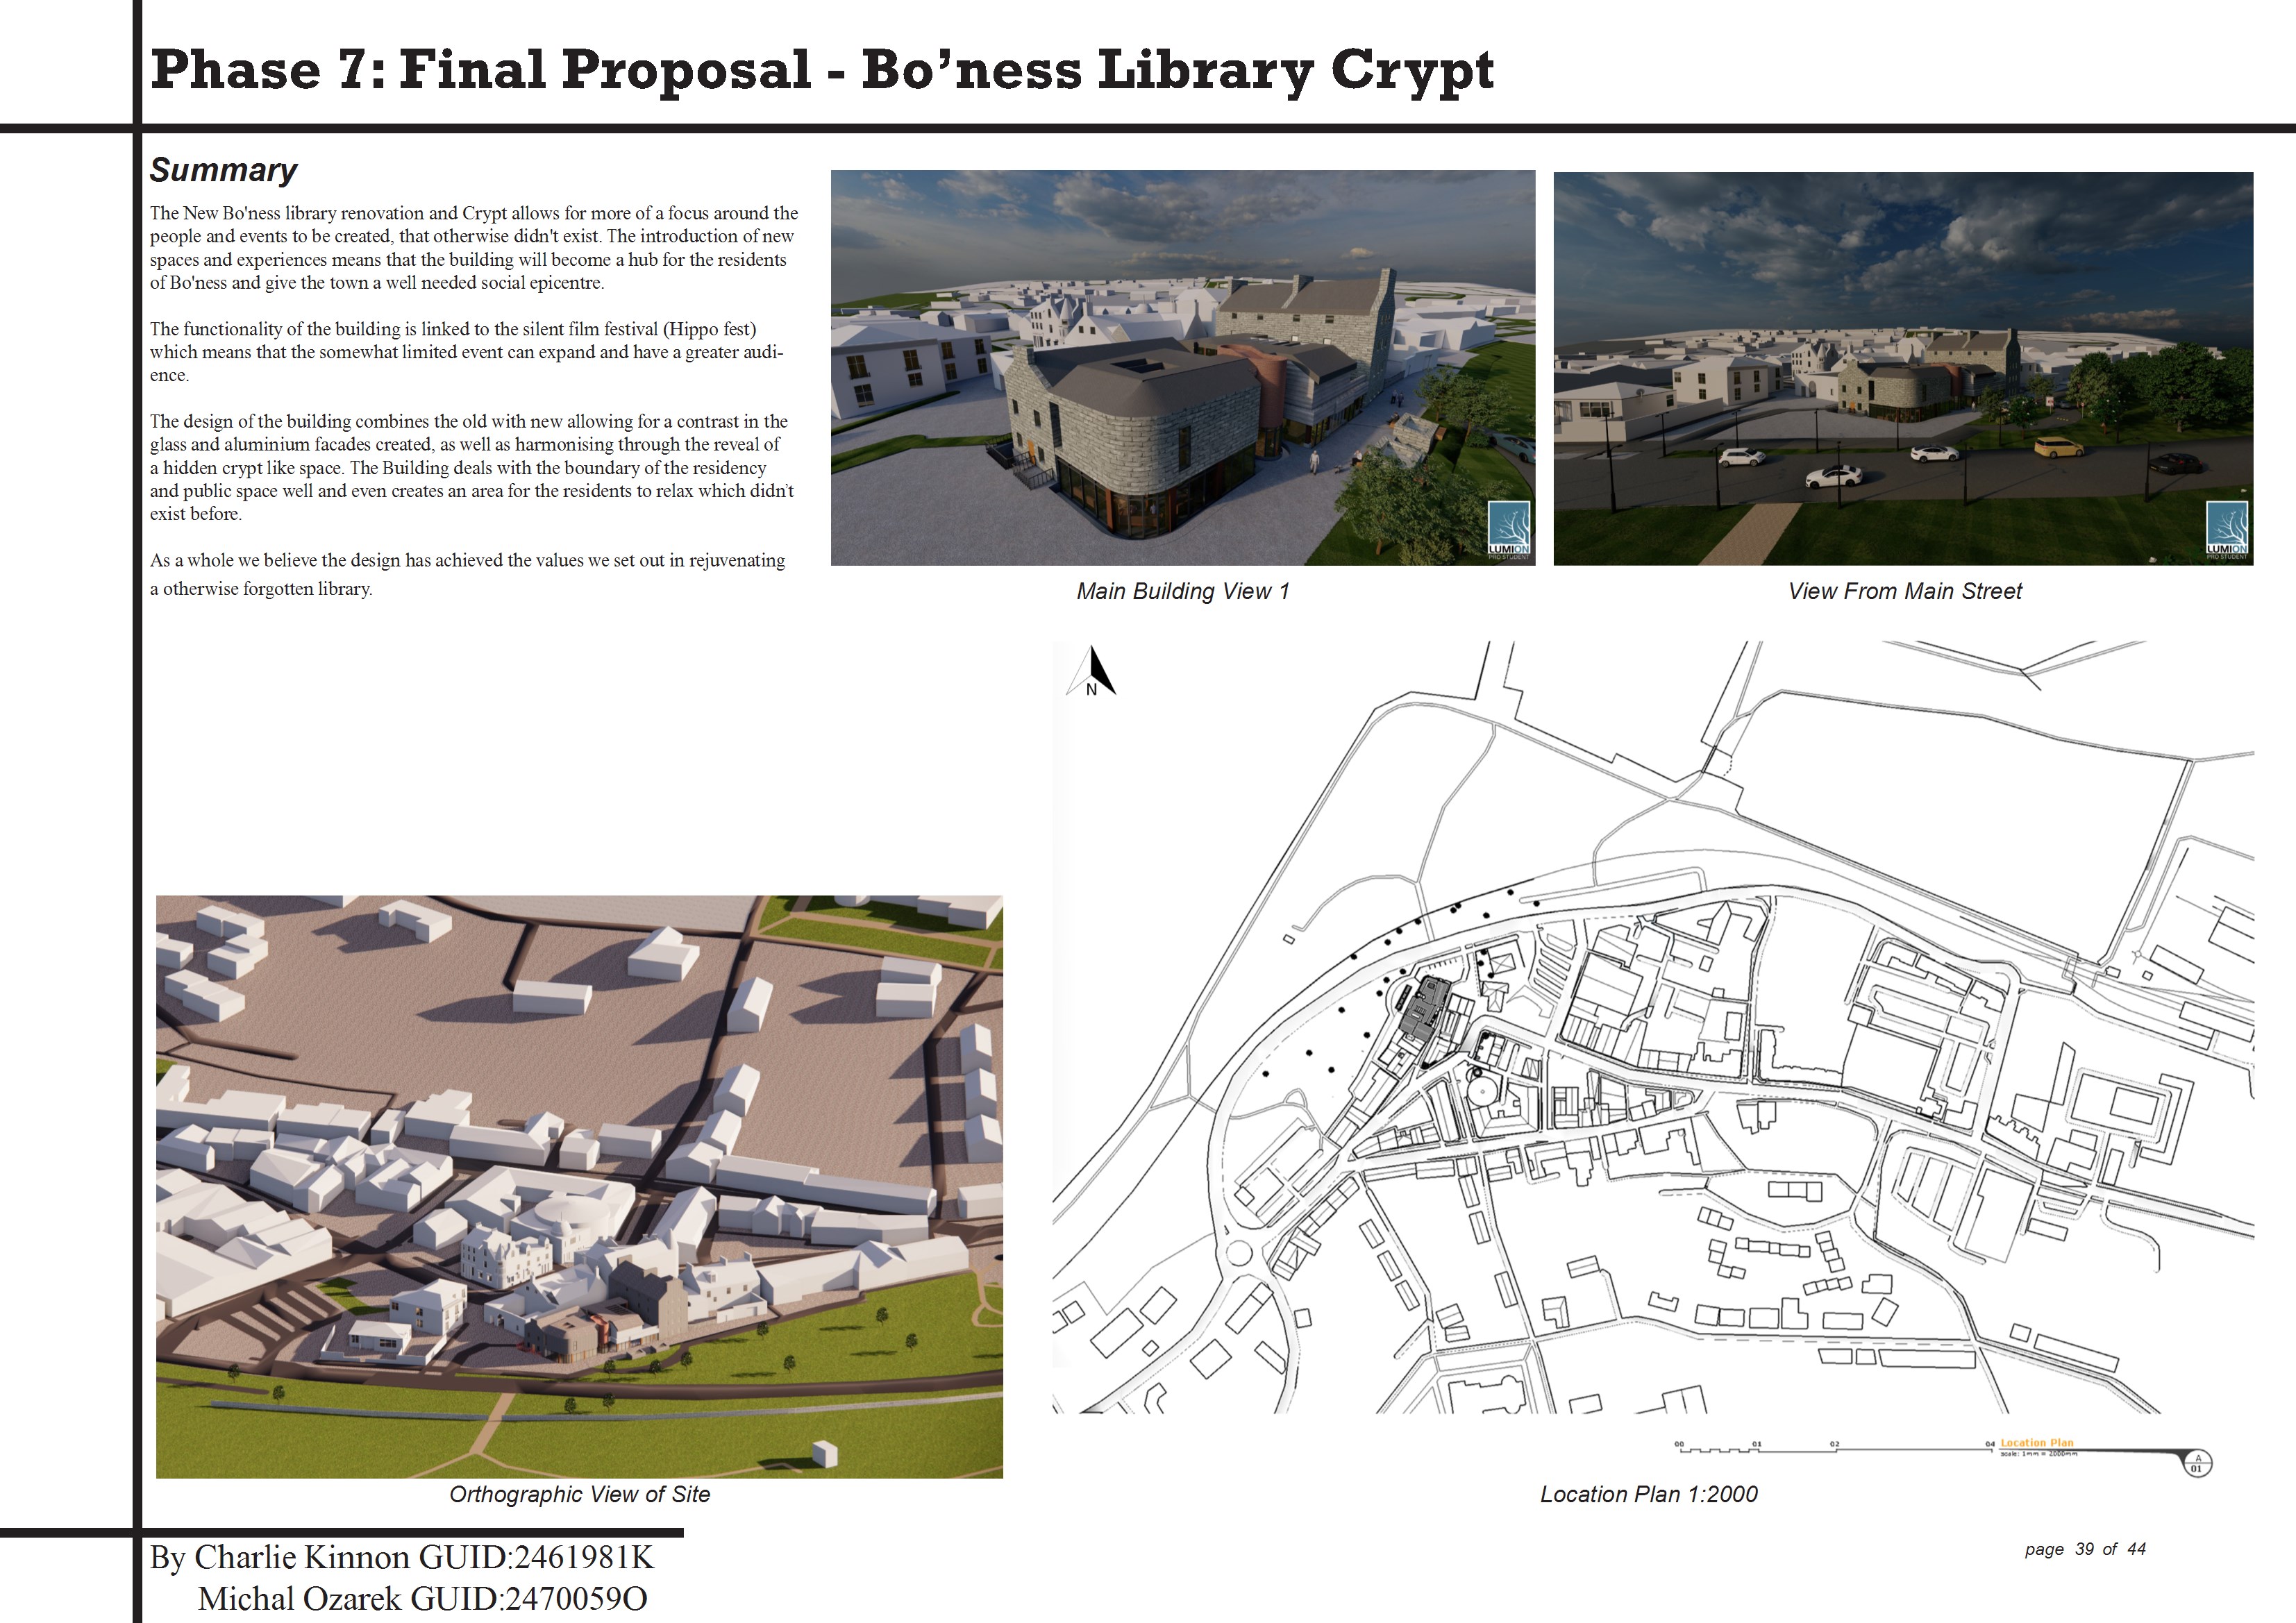 Phase 7: Final Proposal - Bo’ness Library Crypt
Summary
The New Bo'ness library renovation and Crypt allows for more of a focus around the
people and events to be created, that otherwise didn't exist. The introduction of new
spaces and experiences means that the building will become a hub for the residents
of Bo'ness and give the town a well needed social epicentre.
The functionality of the building is linked to the silent film festival (Hippo fest)
which means that the somewhat limited event can expand and have a greater audi-
ence.
The design of the building combines the old with new allowing for a contrast in the
glass and aluminium facades created, as well as harmonising through the reveal of
a hidden crypt like space. The Building deals with the boundary of the residency
and public space well and even creates an area for the residents to relax which didn’t
exist before.
As a whole we believe the design has achieved the values we set out in rejuvenating
a otherwise forgotten library.
LUMION
PRO STUDENT
Main Building View 1
LUMION
PRO STUDENT
View From Main Street
N
Orthographic View of Site
00 01 02 04
Location Plan
scale: 1mm = 2000mm
A
01
Location Plan 1:2000
By Charlie Kinnon GUID:2461981K
Michal Ozarek GUID:2470059O
page 39 of 44